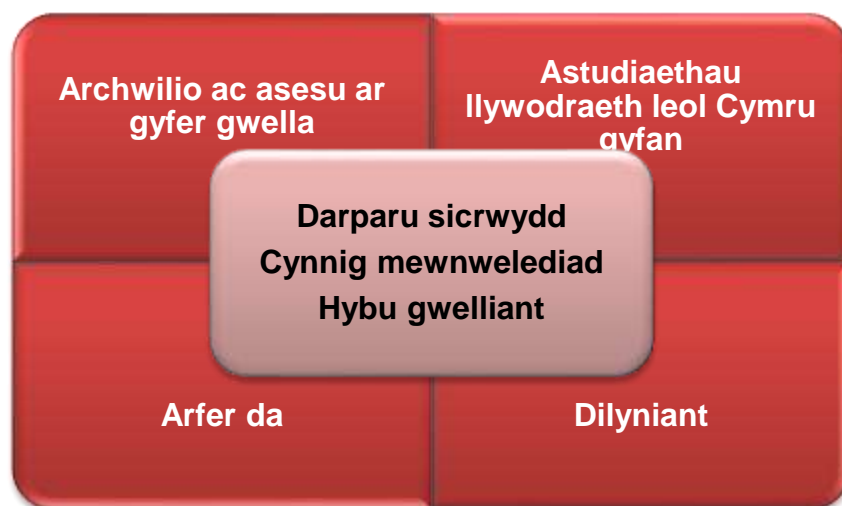 Archwilio ac asesu ar
gyfer gwella
Astudiaethau
llywodraeth leol Cymru
gyfan
Darparu sicrwydd
Cynnig mewnwelediad
Hybu gwelliant
Arfer da
Dilyniant